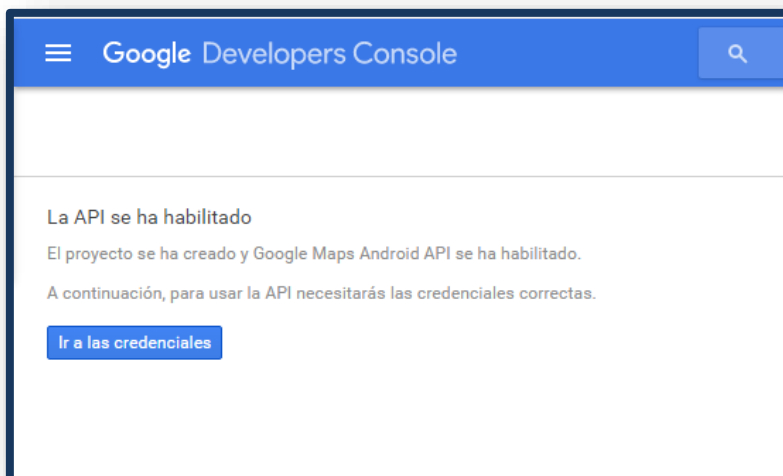 Google Developers Console
La API se ha habilitado
El proyecto se ha creado y Google Maps Android API se ha habilitado.
A continuación, para usar la API necesitarás las credenciales correctas.
Ir a las credenciales